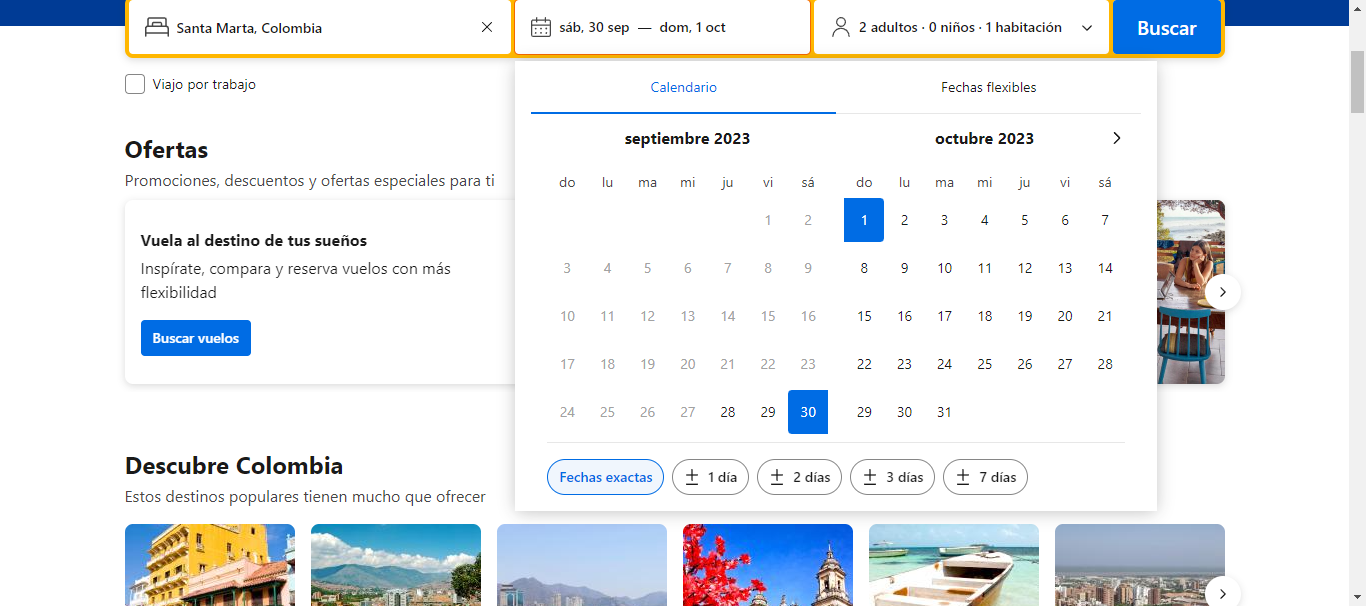 Santa Marta, Colombia
sáb, 30 sep — dom, 1 oct
2 adultos · 0 niños · 1 habitación
Buscar
Viajo por trabajo
Calendario
Fechas flexibles
septiembre 2023
do lu ma mi ju vi sá
1 2
3 4 5 6 7 8 9
10 11 12 13 14 15 16
17 18 19 20 21 22 23
24 25 26 27 28 29 30
octubre 2023
do lu ma mi ju vi sá
1 2 3 4 5 6 7
8 9 10 11 12 13 14
15 16 17 18 19 20 21
22 23 24 25 26 27 28
29 30 31
Fechas exactas
± 1 día
± 2 días
± 3 días
± 7 días
Ofertas
Promociones, descuentos y ofertas especiales para ti
Vuela al destino de tus sueños
Inspírate, compara y reserva vuelos con más
flexibilidad
Buscar vuelos
Descubre Colombia
Estos destinos populares tienen mucho que ofrecer